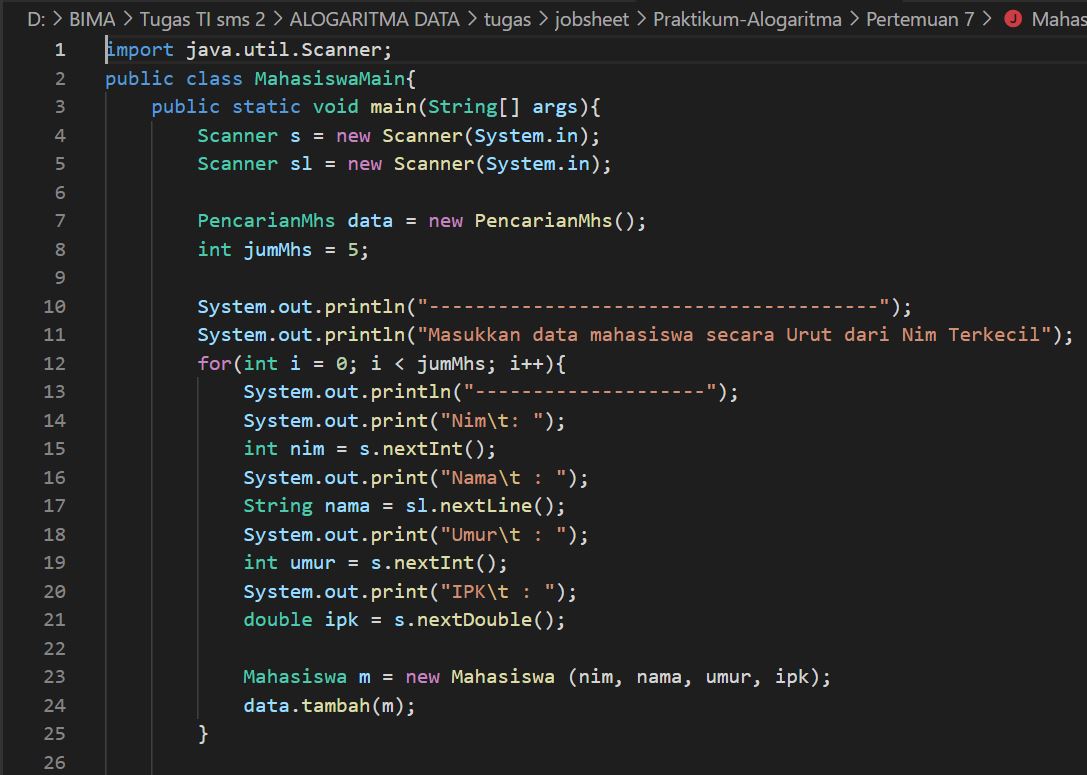 D: > BIMA > Tugas TI sms 2 > ALOGARITMA DATA > tugas > jobsheet > Praktikum-Alogaritma > Pertemuan 7 > J Mahas
1 import java.util.Scanner;
2 public class MahasiswaMain{
3 public static void main(String[] args){
4 Scanner s = new Scanner(System.in);
5 Scanner sl = new Scanner(System.in);
6
7 PencarianMhs data = new PencarianMhs();
8 int jumMhs = 5;
9
10 System.out.println("---------------------------------------");
11 System.out.println("Masukkan data mahasiswa secara Urut dari Nim Terkecil");
12 for(int i = 0; i < jumMhs; i++){
13 System.out.println("--------------------");
14 System.out.print("Nim\t: ");
15 int nim = s.nextInt();
16 System.out.print("Nama\t : ");
17 String nama = sl.nextLine();
18 System.out.print("Umur\t : ");
19 int umur = s.nextInt();
20 System.out.print("IPK\t : ");
21 double ipk = s.nextDouble();
22
23 Mahasiswa m = new Mahasiswa (nim, nama, umur, ipk);
24 data.tambah(m);
25 }
26